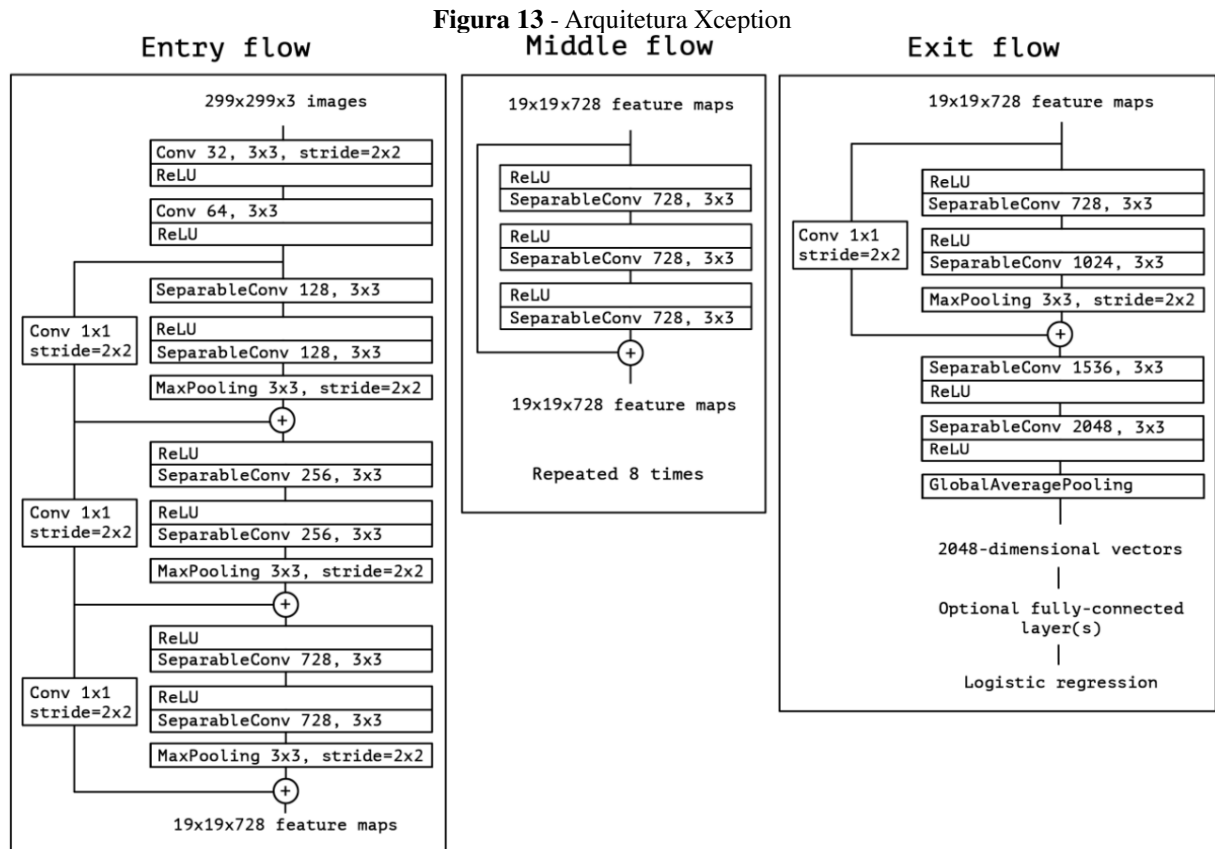 Figura 13 - Arquitetura Xception
Entry flow
299x299x3 images
Conv 32, 3x3, stride=2x2
ReLU
Conv 64, 3x3
ReLU
SeparableConv 128, 3x3
Conv 1x1
stride=2x2
ReLU
SeparableConv 128, 3x3
MaxPooling 3x3, stride=2x2
+
ReLU
SeparableConv 256, 3x3
Conv 1x1
stride=2x2
ReLU
SeparableConv 256, 3x3
MaxPooling 3x3, stride=2x2
+
ReLU
SeparableConv 728, 3x3
Conv 1x1
stride=2x2
ReLU
SeparableConv 728, 3x3
MaxPooling 3x3, stride=2x2
+
19x19x728 feature maps
Middle flow
19x19x728 feature maps
ReLU
SeparableConv 728, 3x3
ReLU
SeparableConv 728, 3x3
ReLU
SeparableConv 728, 3x3
+
19x19x728 feature maps
Repeated 8 times
Exit flow
19x19x728 feature maps
ReLU
SeparableConv 728, 3x3
Conv 1x1
stride=2x2
ReLU
SeparableConv 1024, 3x3
MaxPooling 3x3, stride=2x2
+
SeparableConv 1536, 3x3
ReLU
SeparableConv 2048, 3x3
ReLU
GlobalAveragePooling
2048-dimensional vectors
Optional fully-connected
layer(s)
Logistic regression